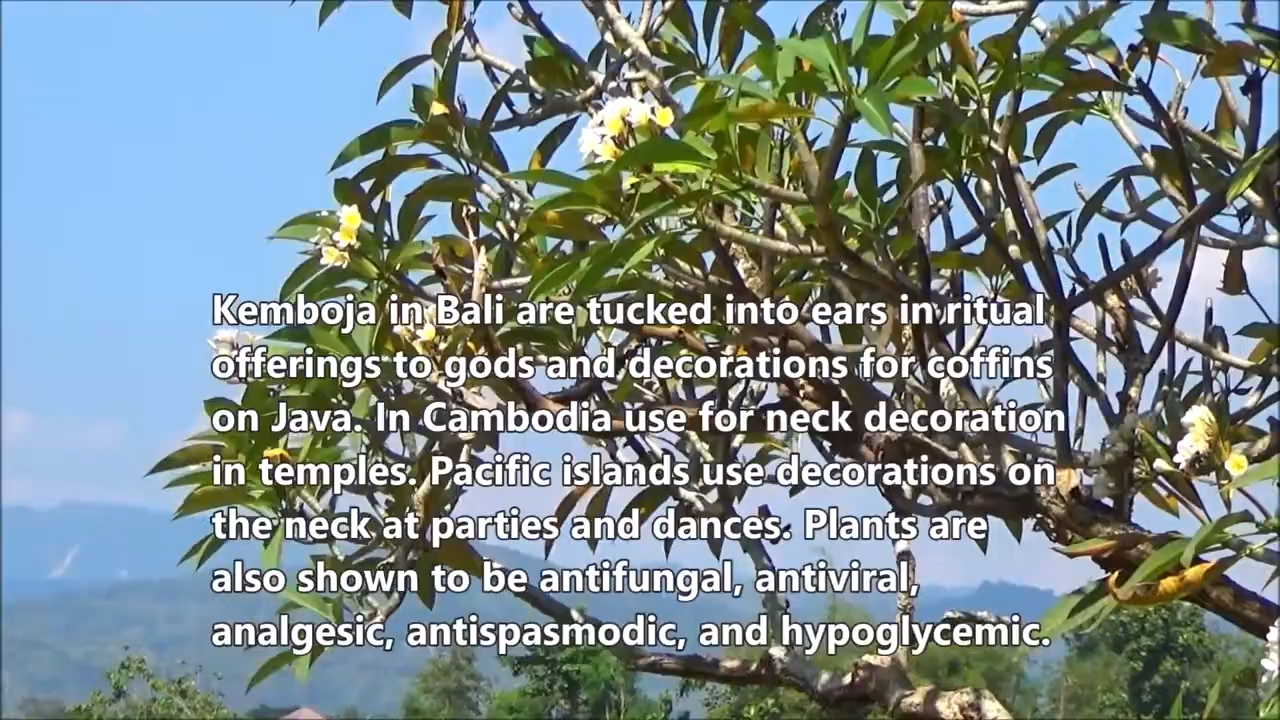 Kemboja in Bali are tucked into ears in ritual
offerings to gods and decorations for coffins
on Java. In Cambodia use for neck decoration
in temples. Pacific islands use decorations on
the neck at parties and dances. Plants are
also shown to be antifungal, antiviral,
analgesic, antispasmodic, and hypoglycemic.